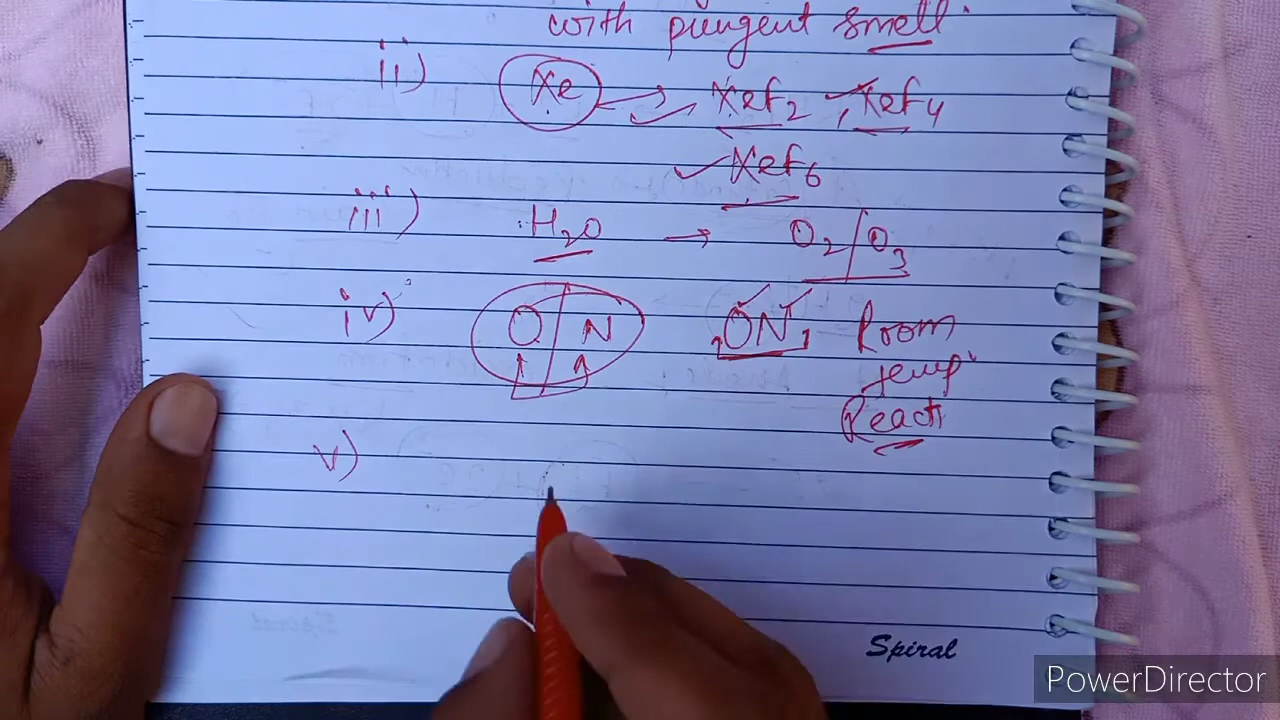 with pungent smell.
ii) Xe → XeF2, XeF4
XeF6
iii) H2O → O2/O3
iv) O N "ON" Room
temp.
React
v)
Spiral
PowerDirector